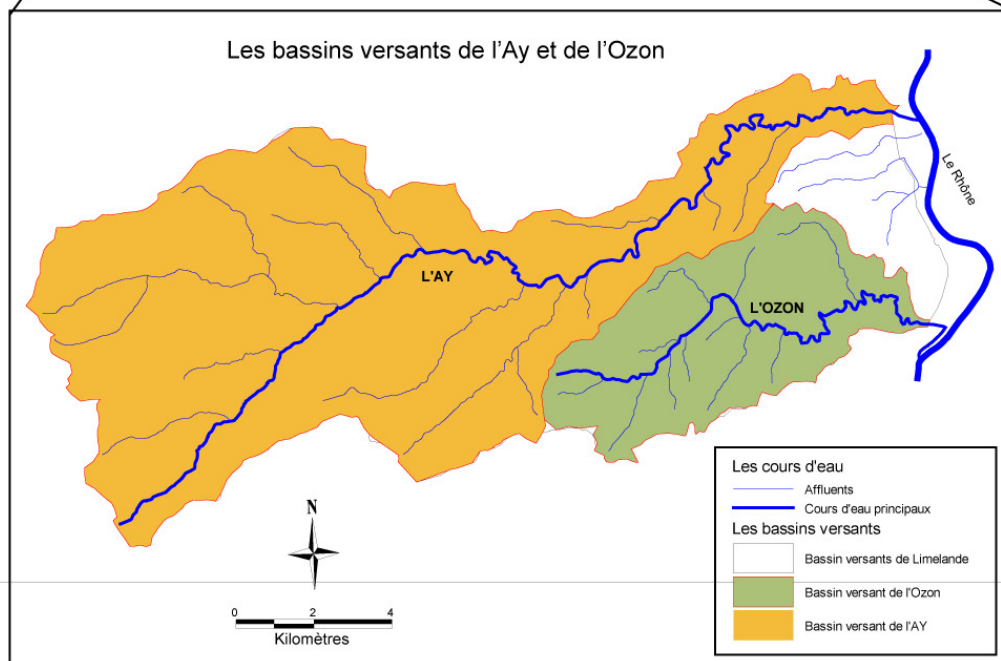 Les bassins versants de l'Ay et de l'Ozon
Le Rhône
L'AY
L'OZON
N
0 2 4
Kilomètres
Les cours d'eau
Affluents
Cours d'eau principaux
Les bassins versants
Bassin versants de Limelande
Bassin versant de l'Ozon
Bassin versant de l'AY